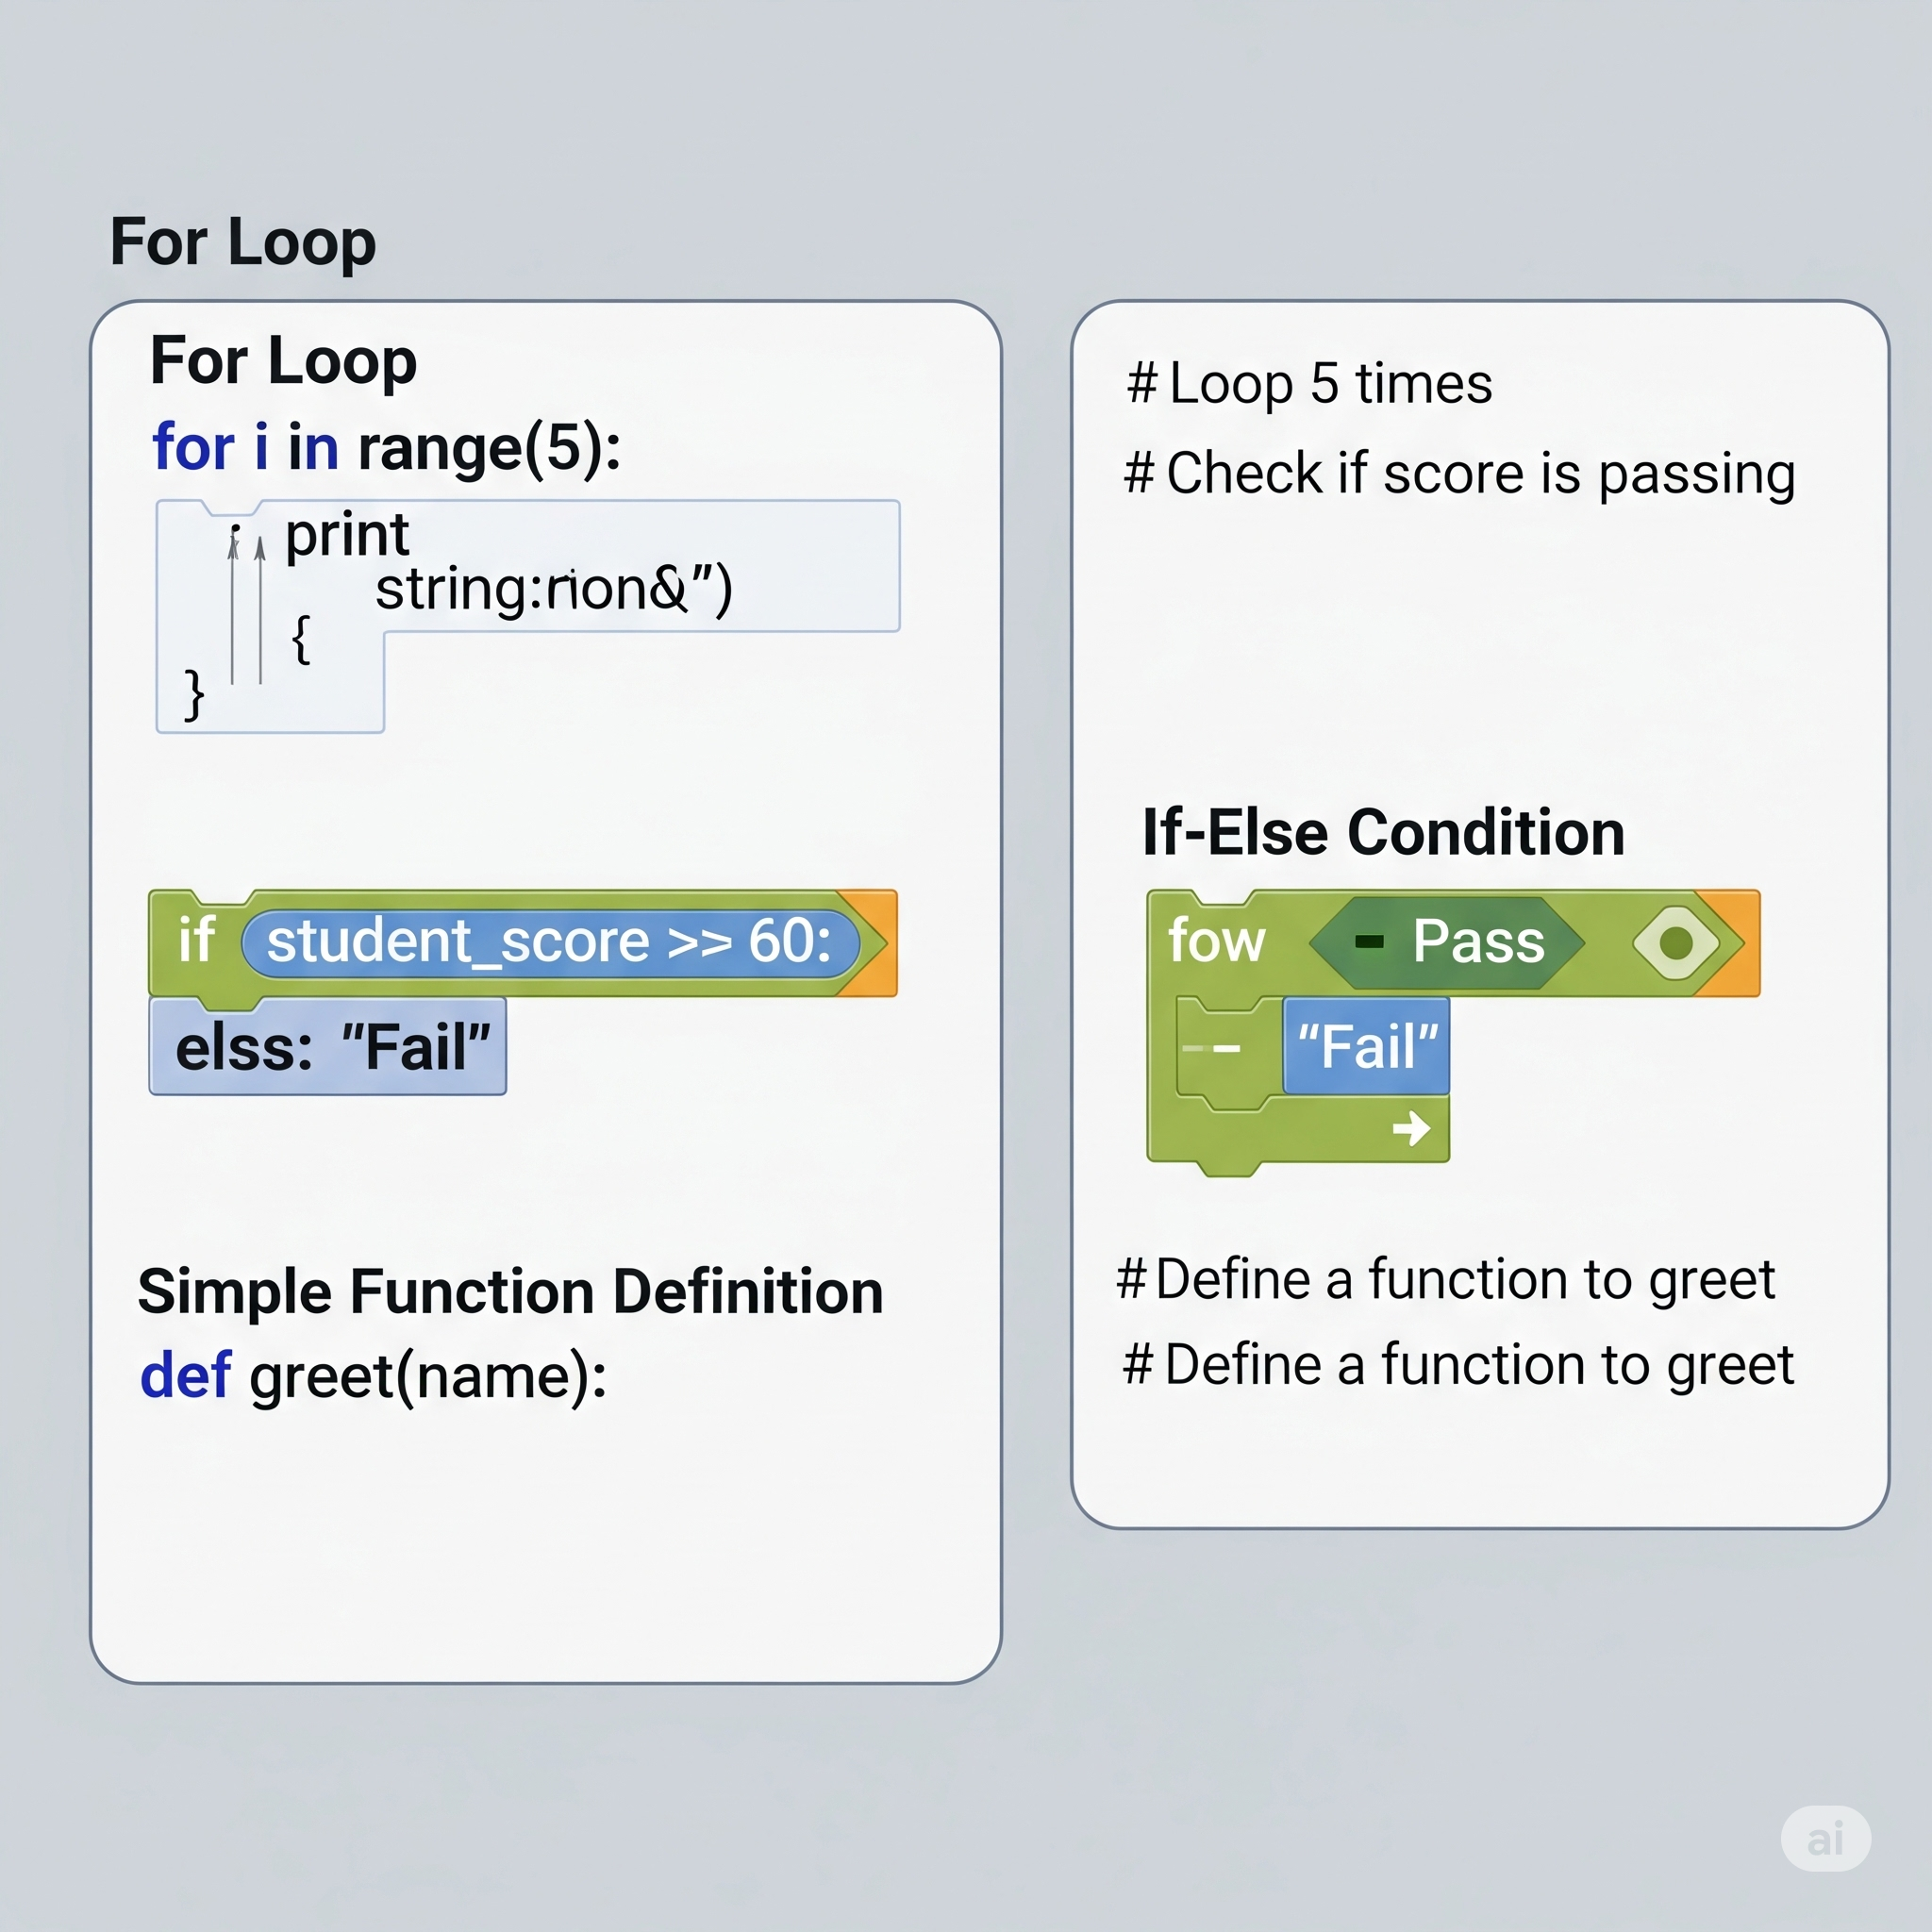 For Loop
For Loop
for i in range(5):
print
string:
{
}
if student_score >> 60:
elss: "Fail"
Simple Function Definition
def greet(name):
# Loop 5 times
# Check if score is passing
If-Else Condition
fow - Pass
"Fail"
# Define a function to greet
# Define a function to greet
ai